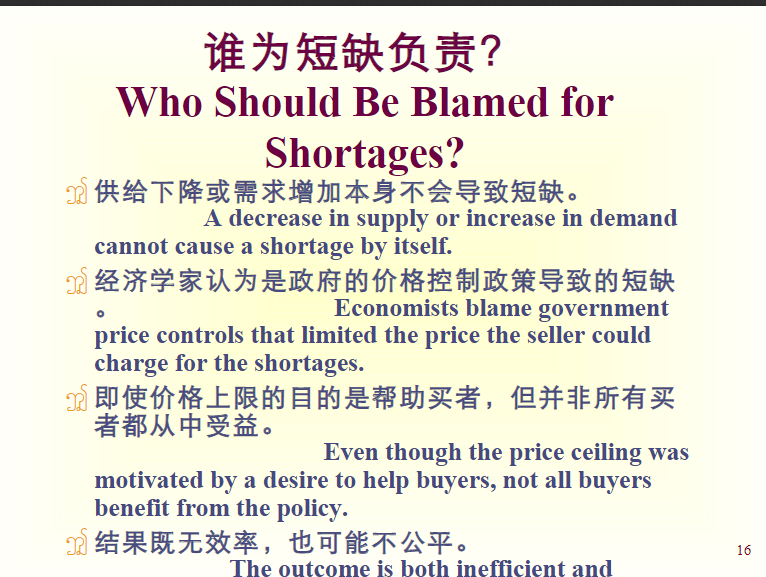 谁为短缺负责?
Who Should Be Blamed for
Shortages?
供给下降或需求增加本身不会导致短缺。
A decrease in supply or increase in demand
cannot cause a shortage by itself.
经济学家认为是政府的价格控制政策导致的短缺
。 Economists blame government
price controls that limited the price the seller could
charge for the shortages.
即使价格上限的目的是帮助买者，但并非所有买
者都从中受益。
Even though the price ceiling was
motivated by a desire to help buyers, not all buyers
benefit from the policy.
结果既无效率，也可能不公平。
The outcome is both inefficient and
16